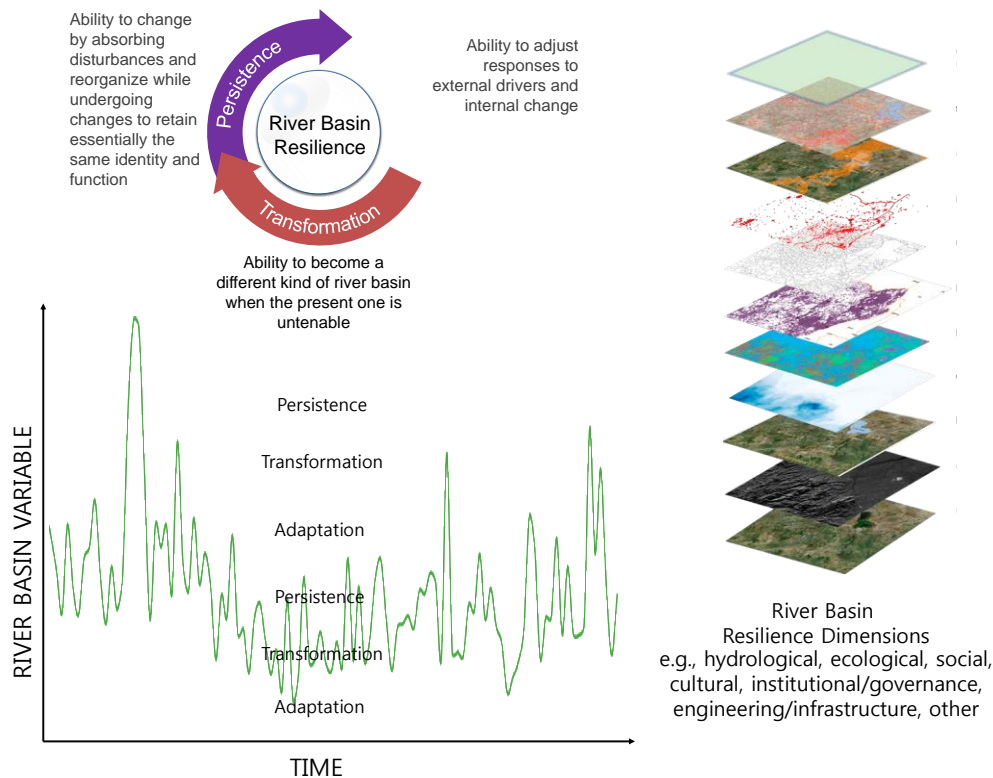 Ability to change
by absorbing
disturbances and
reorganize while
undergoing
changes to retain
essentially the
same identity and
function
Persistence
River Basin
Resilience
Transformation
Ability to adjust
responses to
external drivers and
internal change
Ability to become a
different kind of river basin
when the present one is
untenable
RIVER BASIN VARIABLE
Persistence
Transformation
Adaptation
Persistence
Transformation
Adaptation
TIME
River Basin
Resilience Dimensions
e.g., hydrological, ecological, social,
cultural, institutional/governance,
engineering/infrastructure, other